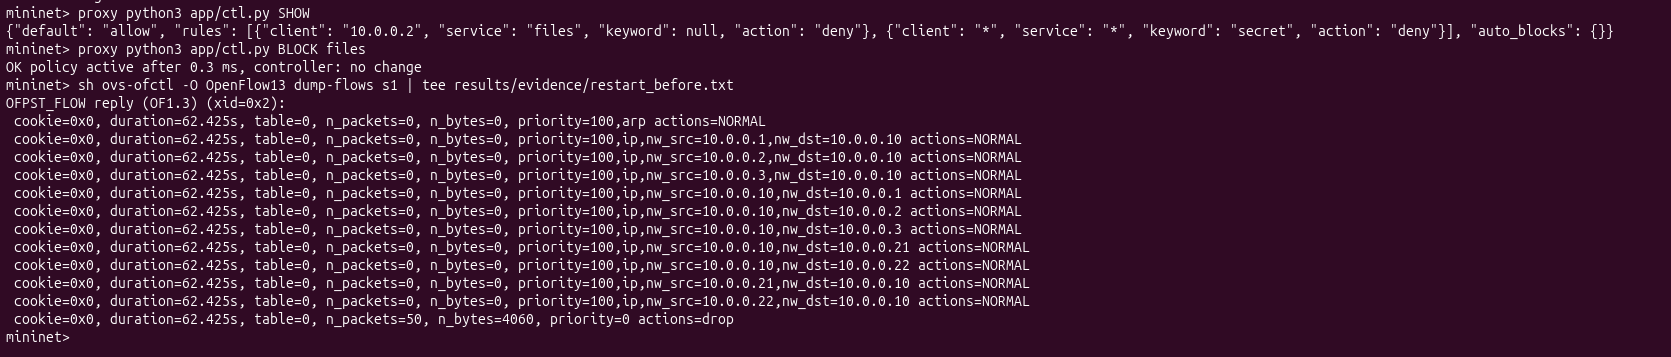 mininet> proxy python3 app/ctl.py SHOW
{"default": "allow", "rules": [{"client": "10.0.0.2", "service": "files", "keyword": null, "action": "deny"}, {"client": "*", "service": "*", "keyword": "secret", "action": "deny"}], "auto_blocks": {}}
mininet> proxy python3 app/ctl.py BLOCK files
OK policy active after 0.3 ms, controller: no change
mininet> sh ovs-ofctl -O OpenFlow13 dump-flows s1 | tee results/evidence/restart_before.txt
OFPST_FLOW reply (OF1.3) (xid=0x2):
 cookie=0x0, duration=62.425s, table=0, n_packets=0, n_bytes=0, priority=100,arp actions=NORMAL
 cookie=0x0, duration=62.425s, table=0, n_packets=0, n_bytes=0, priority=100,ip,nw_src=10.0.0.1,nw_dst=10.0.0.10 actions=NORMAL
 cookie=0x0, duration=62.425s, table=0, n_packets=0, n_bytes=0, priority=100,ip,nw_src=10.0.0.2,nw_dst=10.0.0.10 actions=NORMAL
 cookie=0x0, duration=62.425s, table=0, n_packets=0, n_bytes=0, priority=100,ip,nw_src=10.0.0.3,nw_dst=10.0.0.10 actions=NORMAL
 cookie=0x0, duration=62.425s, table=0, n_packets=0, n_bytes=0, priority=100,ip,nw_src=10.0.0.10,nw_dst=10.0.0.1 actions=NORMAL
 cookie=0x0, duration=62.425s, table=0, n_packets=0, n_bytes=0, priority=100,ip,nw_src=10.0.0.10,nw_dst=10.0.0.2 actions=NORMAL
 cookie=0x0, duration=62.425s, table=0, n_packets=0, n_bytes=0, priority=100,ip,nw_src=10.0.0.10,nw_dst=10.0.0.3 actions=NORMAL
 cookie=0x0, duration=62.425s, table=0, n_packets=0, n_bytes=0, priority=100,ip,nw_src=10.0.0.10,nw_dst=10.0.0.21 actions=NORMAL
 cookie=0x0, duration=62.425s, table=0, n_packets=0, n_bytes=0, priority=100,ip,nw_src=10.0.0.10,nw_dst=10.0.0.22 actions=NORMAL
 cookie=0x0, duration=62.425s, table=0, n_packets=0, n_bytes=0, priority=100,ip,nw_src=10.0.0.21,nw_dst=10.0.0.10 actions=NORMAL
 cookie=0x0, duration=62.425s, table=0, n_packets=0, n_bytes=0, priority=100,ip,nw_src=10.0.0.22,nw_dst=10.0.0.10 actions=NORMAL
 cookie=0x0, duration=62.425s, table=0, n_packets=50, n_bytes=4060, priority=0 actions=drop
mininet>